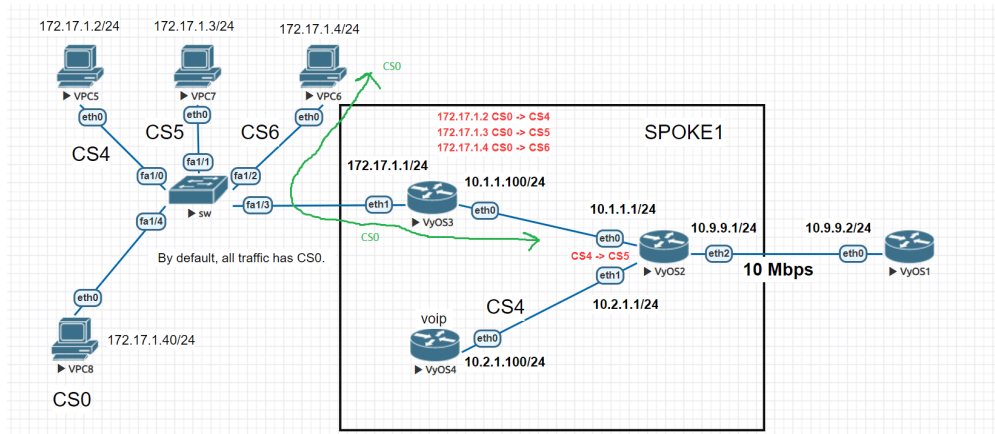 172.17.1.2/24
172.17.1.3/24
172.17.1.4/24
CS0
VPC5
VPC7
VPC6
eth0
eth0
eth0
172.17.1.2 CS0 -> CS4
172.17.1.3 CS0 -> CS5
172.17.1.4 CS0 -> CS6
SPOKE1
CS4
CS5
CS6
fa1/0
fa1/1
fa1/2
sw
fa1/3
fa1/4
172.17.1.1/24
eth1
VyOS3
10.1.1.100/24
eth0
CS0
10.1.1.1/24
eth0
CS4 -> CS5
eth1
VyOS2
10.2.1.1/24
10.9.9.1/24
eth2
10 Mbps
10.9.9.2/24
eth0
VyOS1
By default, all traffic has CS0.
eth0
VPC8
172.17.1.40/24
CS0
CS4
voip
eth0
VyOS4
10.2.1.100/24